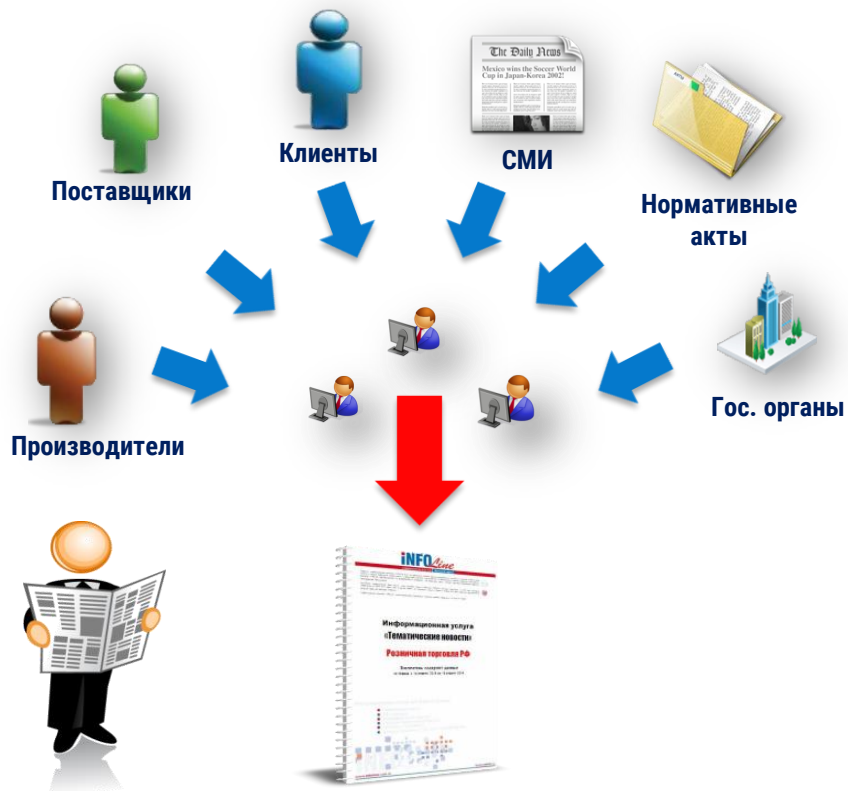 The Daily News
Mexico wins the Soccer World
Cup in Japan-Korea 2002!
Клиенты
СМИ
Поставщики
Нормативные
акты
Производители
Гос. органы
iNFOLine
Информационная услуга
«Тематические новости»
Розничная торговля РФ